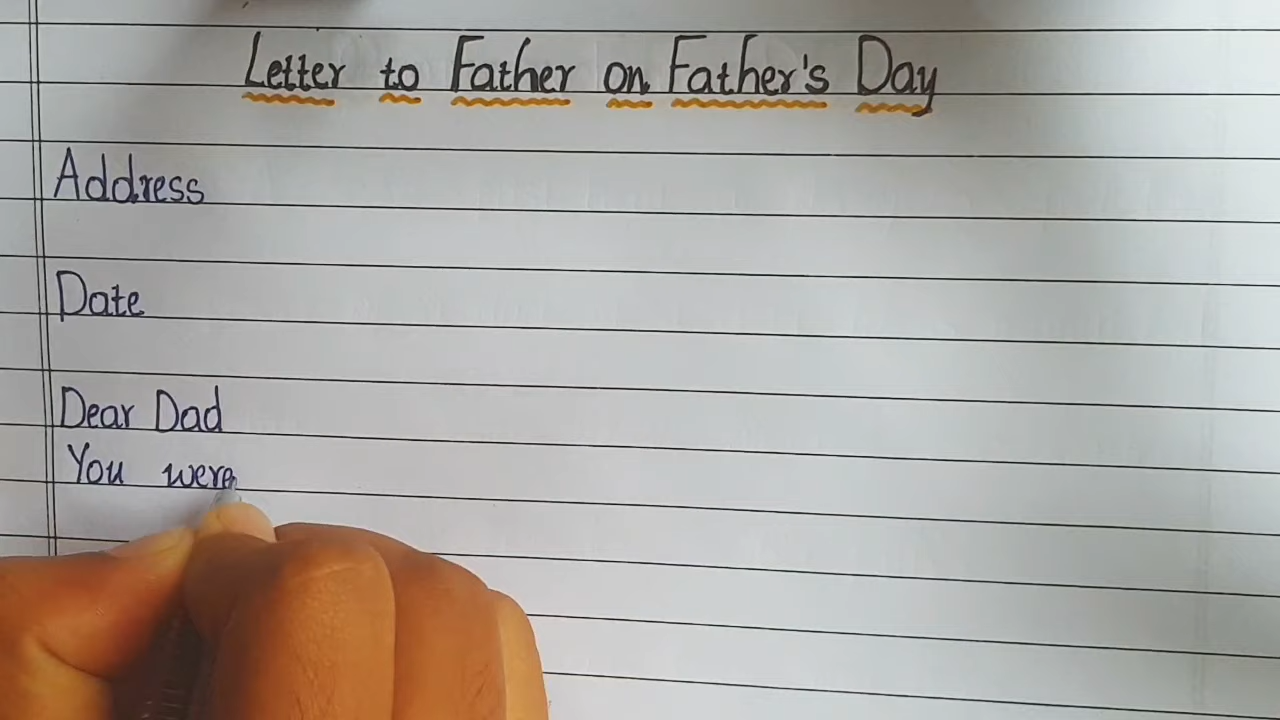 Letter to Father on Father's Day
Address
Date
Dear Dad
You were